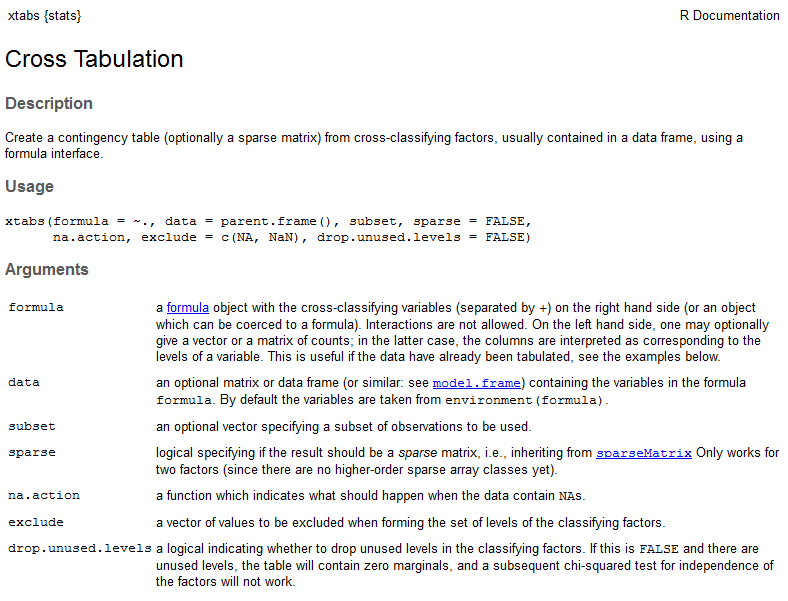 xtabs {stats} R Documentation
Cross Tabulation
Description
Create a contingency table (optionally a sparse matrix) from cross-classifying factors, usually contained in a data frame, using a
formula interface.
Usage
xtabs(formula = ~., data = parent.frame(), subset, sparse = FALSE,
      na.action, exclude = c(NA, NaN), drop.unused.levels = FALSE)
Arguments
formula a formula object with the cross-classifying variables (separated by +) on the right hand side (or an object
which can be coerced to a formula). Interactions are not allowed. On the left hand side, one may optionally
give a vector or a matrix of counts; in the latter case, the columns are interpreted as corresponding to the
levels of a variable. This is useful if the data have already been tabulated, see the examples below.
data an optional matrix or data frame (or similar: see model.frame) containing the variables in the formula
formula. By default the variables are taken from environment(formula).
subset an optional vector specifying a subset of observations to be used.
sparse logical specifying if the result should be a sparse matrix, i.e., inheriting from sparseMatrix Only works for
two factors (since there are no higher-order sparse array classes yet).
na.action a function which indicates what should happen when the data contain NAs.
exclude a vector of values to be excluded when forming the set of levels of the classifying factors.
drop.unused.levels a logical indicating whether to drop unused levels in the classifying factors. If this is FALSE and there are
unused levels, the table will contain zero marginals, and a subsequent chi-squared test for independence of
the factors will not work.